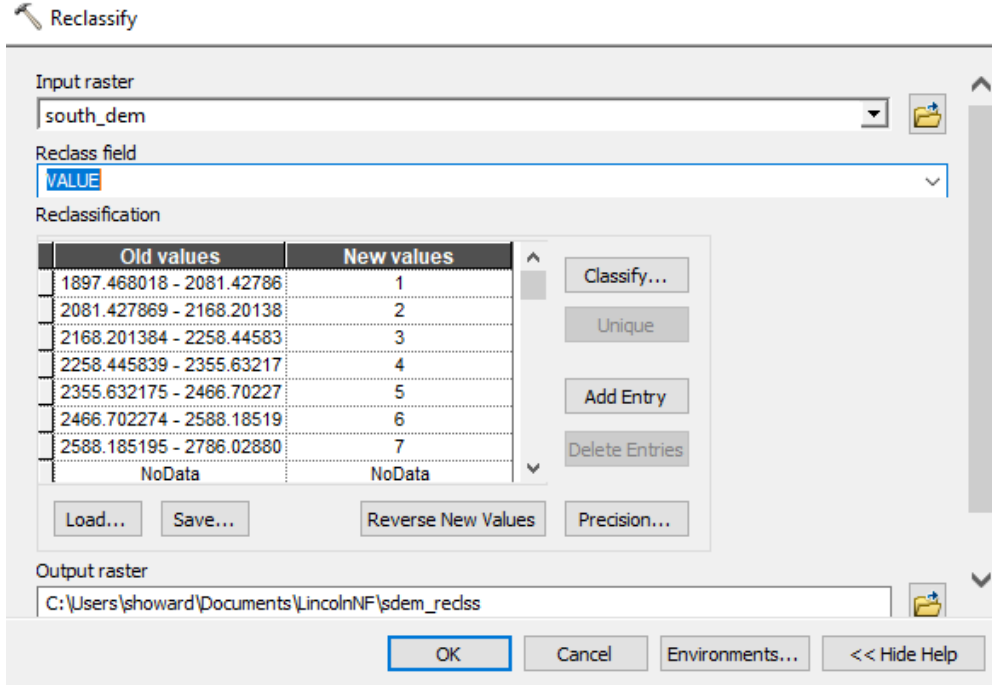 Reclassify
Input raster
south_dem
Reclass field
VALUE
Reclassification
Old values New values
1897.468018 - 2081.42786 1
2081.427869 - 2168.20138 2
2168.201384 - 2258.44583 3
2258.445839 - 2355.63217 4
2355.632175 - 2466.70227 5
2466.702274 - 2588.18519 6
2588.185195 - 2786.02880 7
NoData NoData
Classify...
Unique
Add Entry
Delete Entries
Load... Save... Reverse New Values Precision...
Output raster
C:\Users\showard\Documents\LincolnNF\sdem_reclss
OK Cancel Environments... << Hide Help